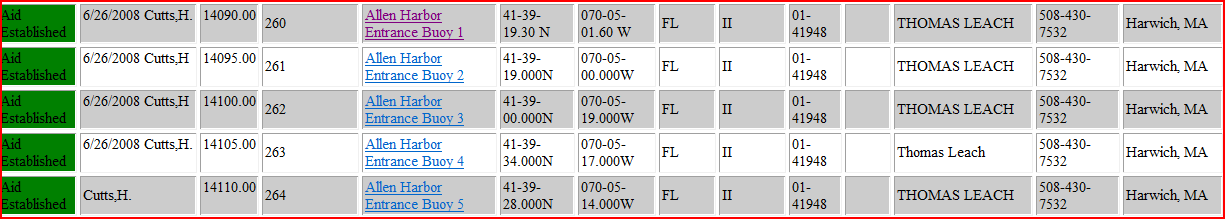 Aid Established 6/26/2008 Cutts,H. 14090.00 260 Allen Harbor Entrance Buoy 1 41-39-19.30 N 070-05-01.60 W FL II 01-41948 THOMAS LEACH 508-430-7532 Harwich, MA
Aid Established 6/26/2008 Cutts,H 14095.00 261 Allen Harbor Entrance Buoy 2 41-39-19.000N 070-05-00.000W FL II 01-41948 THOMAS LEACH 508-430-7532 Harwich, MA
Aid Established 6/26/2008 Cutts,H 14100.00 262 Allen Harbor Entrance Buoy 3 41-39-00.000N 070-05-19.000W FL II 01-41948 THOMAS LEACH 508-430-7532 Harwich, MA
Aid Established 6/26/2008 Cutts,H. 14105.00 263 Allen Harbor Entrance Buoy 4 41-39-34.000N 070-05-17.000W FL II 01-41948 Thomas Leach 508-430-7532 Harwich, MA
Aid Established Cutts,H. 14110.00 264 Allen Harbor Entrance Buoy 5 41-39-28.000N 070-05-14.000W FL II 01-41948 THOMAS LEACH 508-430-7532 Harwich, MA